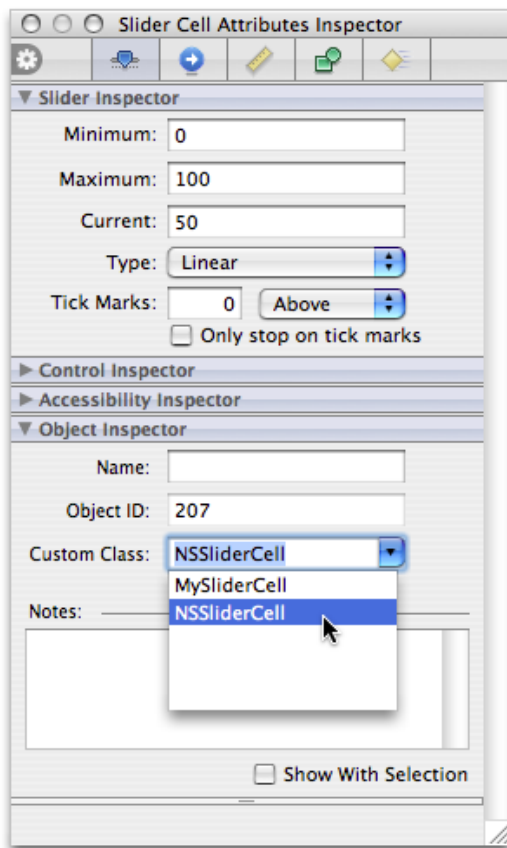 Slider Cell Attributes Inspector
Slider Inspector
Minimum: 0
Maximum: 100
Current: 50
Type: Linear
Tick Marks: 0 Above
Only stop on tick marks
Control Inspector
Accessibility Inspector
Object Inspector
Name:
Object ID: 207
Custom Class: NSSliderCell
MySliderCell
Notes: NSSliderCell
Show With Selection